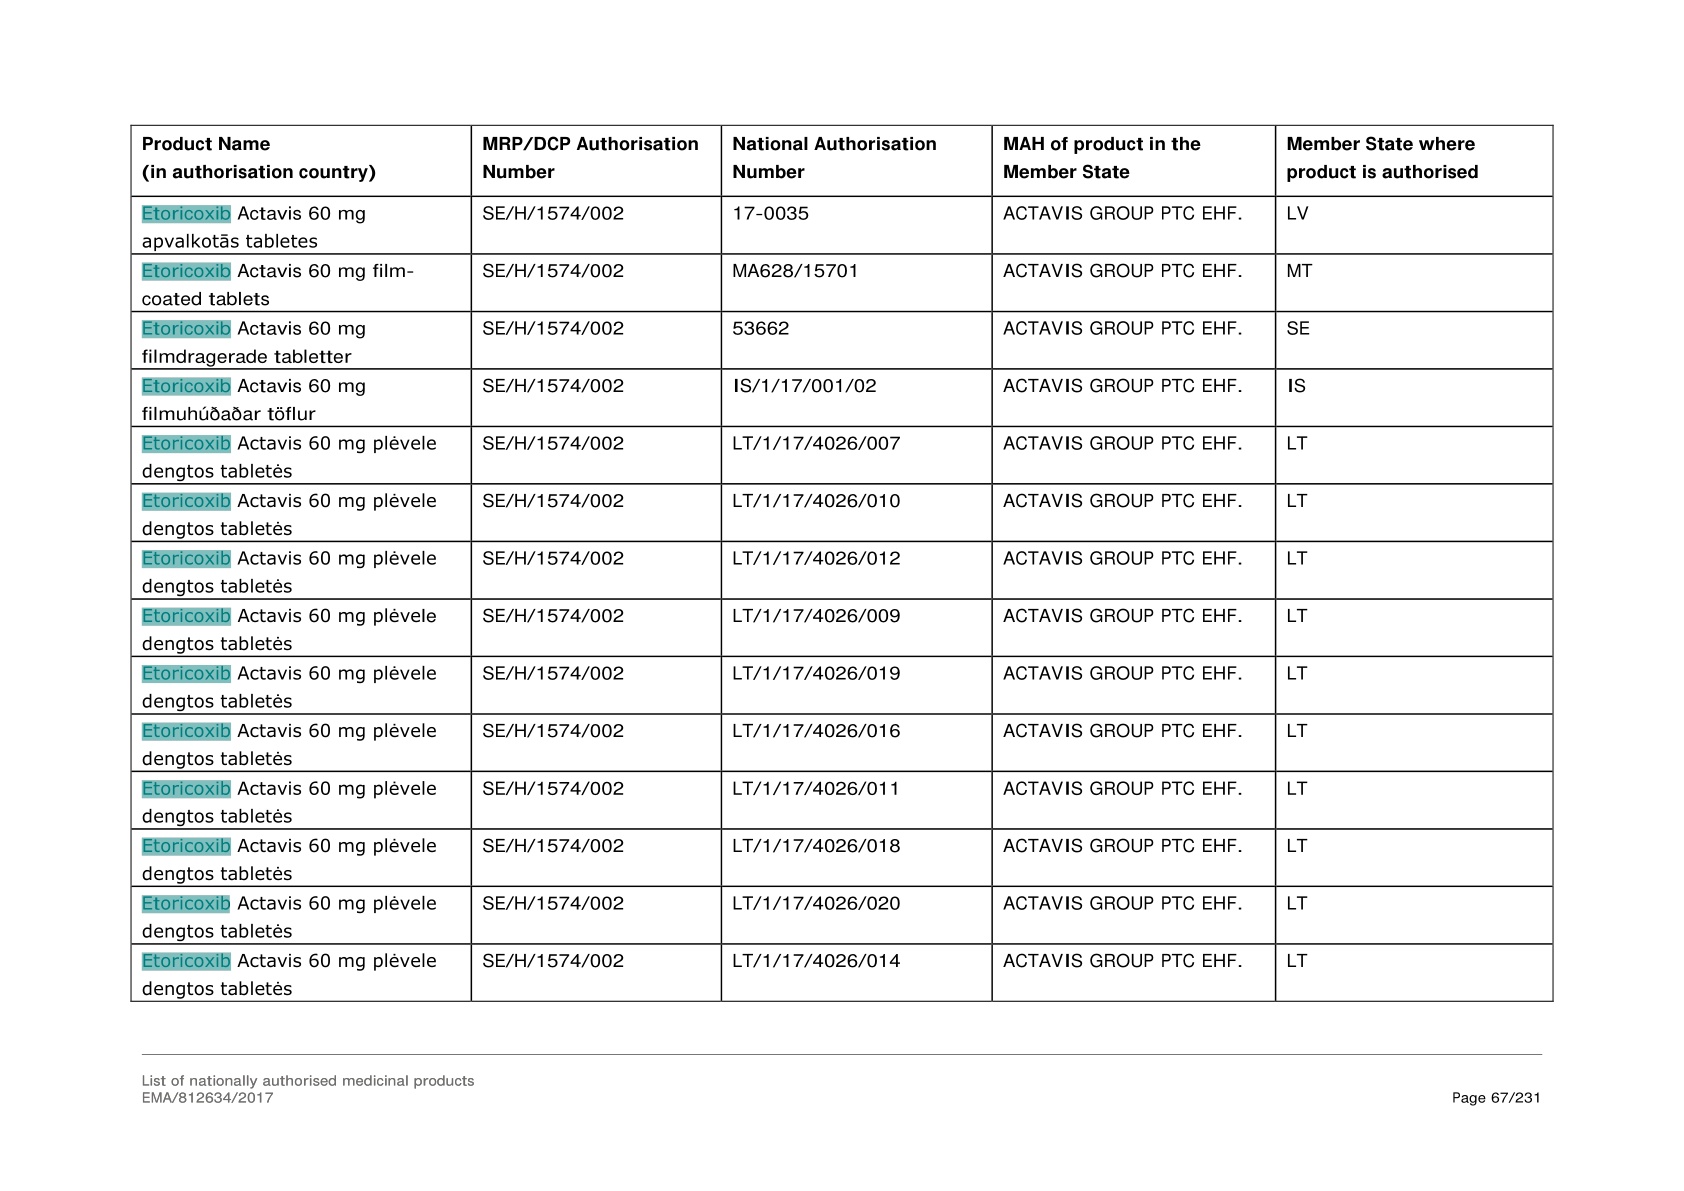 Product Name
(in authorisation country)
MRP/DCP Authorisation
Number
National Authorisation
Number
MAH of product in the
Member State
Member State where
product is authorised
Etoricoxib Actavis 60 mg
apvalkotās tabletes
SE/H/1574/002
17-0035
ACTAVIS GROUP PTC EHF.
LV
Etoricoxib Actavis 60 mg film-
coated tablets
SE/H/1574/002
MA628/15701
ACTAVIS GROUP PTC EHF.
MT
Etoricoxib Actavis 60 mg
filmdragerade tabletter
SE/H/1574/002
53662
ACTAVIS GROUP PTC EHF.
SE
Etoricoxib Actavis 60 mg
filmuhúðaðar töflur
SE/H/1574/002
IS/1/17/001/02
ACTAVIS GROUP PTC EHF.
IS
Etoricoxib Actavis 60 mg plėvele
dengtos tabletės
SE/H/1574/002
LT/1/17/4026/007
ACTAVIS GROUP PTC EHF.
LT
Etoricoxib Actavis 60 mg plėvele
dengtos tabletės
SE/H/1574/002
LT/1/17/4026/010
ACTAVIS GROUP PTC EHF.
LT
Etoricoxib Actavis 60 mg plėvele
dengtos tabletės
SE/H/1574/002
LT/1/17/4026/012
ACTAVIS GROUP PTC EHF.
LT
Etoricoxib Actavis 60 mg plėvele
dengtos tabletės
SE/H/1574/002
LT/1/17/4026/009
ACTAVIS GROUP PTC EHF.
LT
Etoricoxib Actavis 60 mg plėvele
dengtos tabletės
SE/H/1574/002
LT/1/17/4026/019
ACTAVIS GROUP PTC EHF.
LT
Etoricoxib Actavis 60 mg plėvele
dengtos tabletės
SE/H/1574/002
LT/1/17/4026/016
ACTAVIS GROUP PTC EHF.
LT
Etoricoxib Actavis 60 mg plėvele
dengtos tabletės
SE/H/1574/002
LT/1/17/4026/011
ACTAVIS GROUP PTC EHF.
LT
Etoricoxib Actavis 60 mg plėvele
dengtos tabletės
SE/H/1574/002
LT/1/17/4026/018
ACTAVIS GROUP PTC EHF.
LT
Etoricoxib Actavis 60 mg plėvele
dengtos tabletės
SE/H/1574/002
LT/1/17/4026/020
ACTAVIS GROUP PTC EHF.
LT
Etoricoxib Actavis 60 mg plėvele
dengtos tabletės
SE/H/1574/002
LT/1/17/4026/014
ACTAVIS GROUP PTC EHF.
LT
List of nationally authorised medicinal products
EMA/812634/2017
Page 67/231